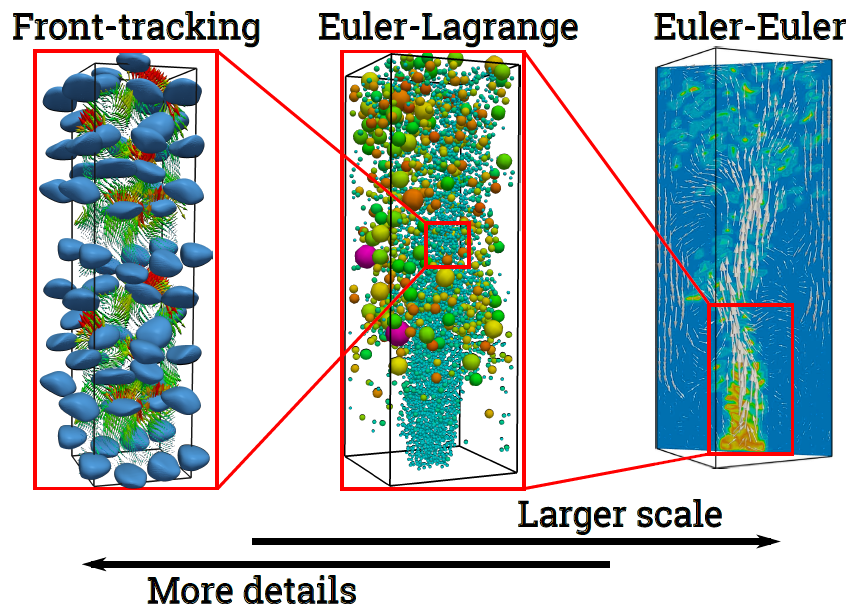 Front-tracking
Euler-Lagrange
Euler-Euler
Larger scale
More details